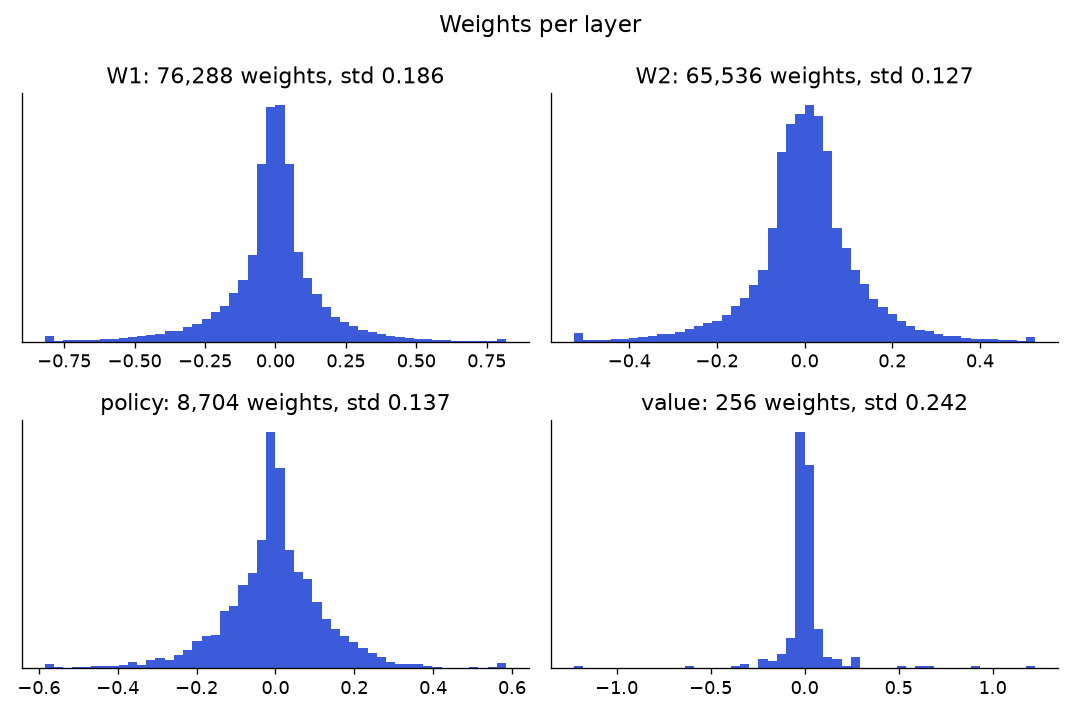 Weights per layer
W1: 76,288 weights, std 0.186
W2: 65,536 weights, std 0.127
−0.75 −0.50 −0.25 0.00 0.25 0.50 0.75
−0.4 −0.2 0.0 0.2 0.4
policy: 8,704 weights, std 0.137
value: 256 weights, std 0.242
−0.6 −0.4 −0.2 0.0 0.2 0.4 0.6
−1.0 −0.5 0.0 0.5 1.0